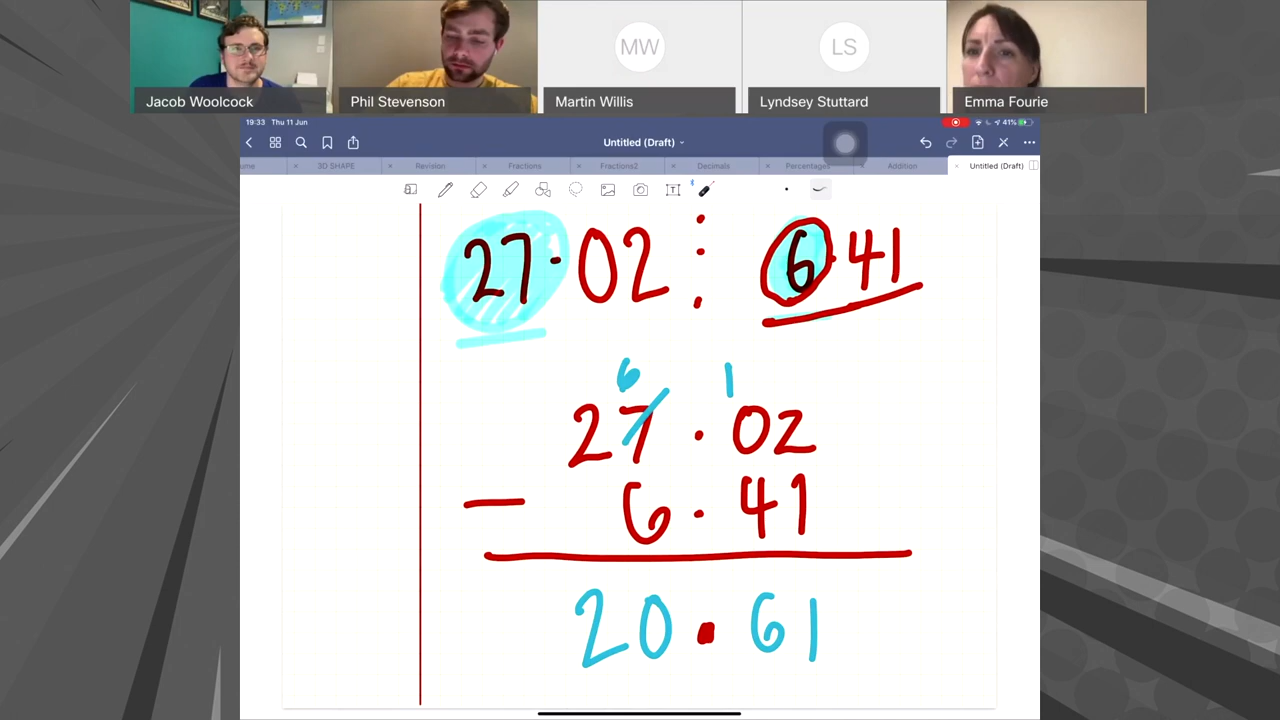 MW
LS
Jacob Woolcock
Phil Stevenson
Martin Willis
Lyndsey Stuttard
Emma Fourie
19:33 Thu 11 Jun
41%
Untitled (Draft)
ume
3D SHAPE
Revision
Fractions
Fractions2
Decimals
Percentages
Addition
Untitled (Draft)
T
27.02 6.41
6 1
27.02
- 6.41
20.61